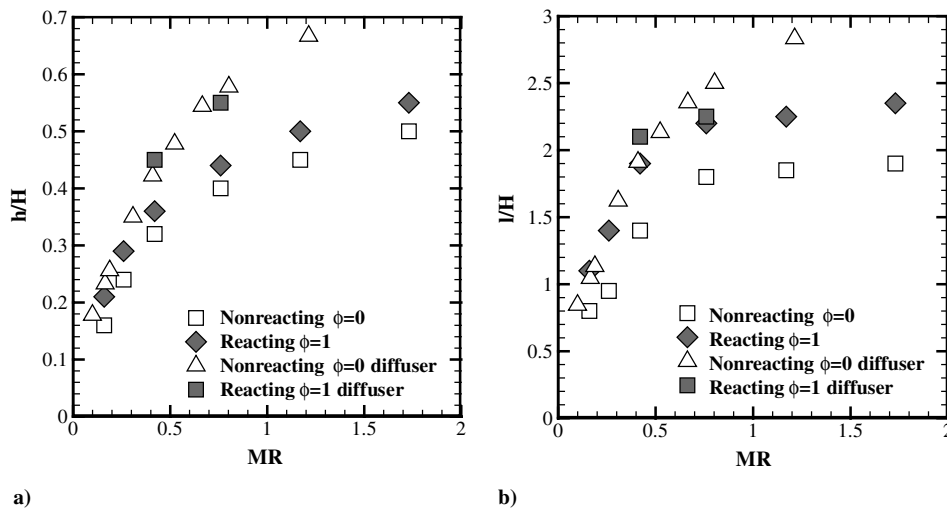 0.7
0.6
0.5
0.4
0.3
0.2
0.1
0
h/H
0 0.5 1 1.5 2
MR
Nonreacting ϕ=0
Reacting ϕ=1
Nonreacting ϕ=0 diffuser
Reacting ϕ=1 diffuser
a)
3
2.5
2
1.5
1
0.5
0
l/H
0 0.5 1 1.5 2
MR
Nonreacting ϕ=0
Reacting ϕ=1
Nonreacting ϕ=0 diffuser
Reacting ϕ=1 diffuser
b)